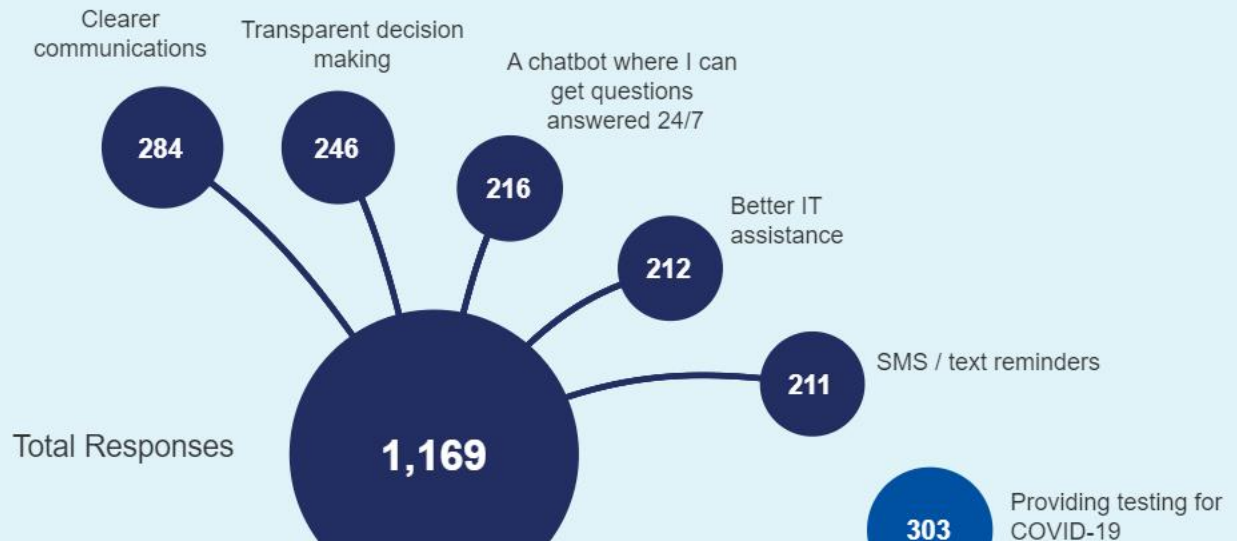 Clearer
communications
284
Transparent decision
making
246
A chatbot where I can
get questions
answered 24/7
216
Better IT
assistance
212
SMS / text reminders
211
Total Responses
1,169
303
Providing testing for
COVID-19